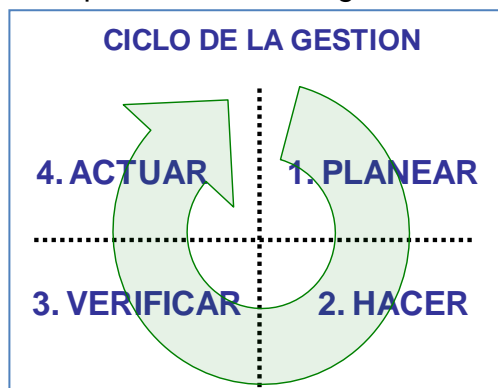 CICLO DE LA GESTION
4. ACTUAR
1. PLANEAR
3. VERIFICAR
2. HACER